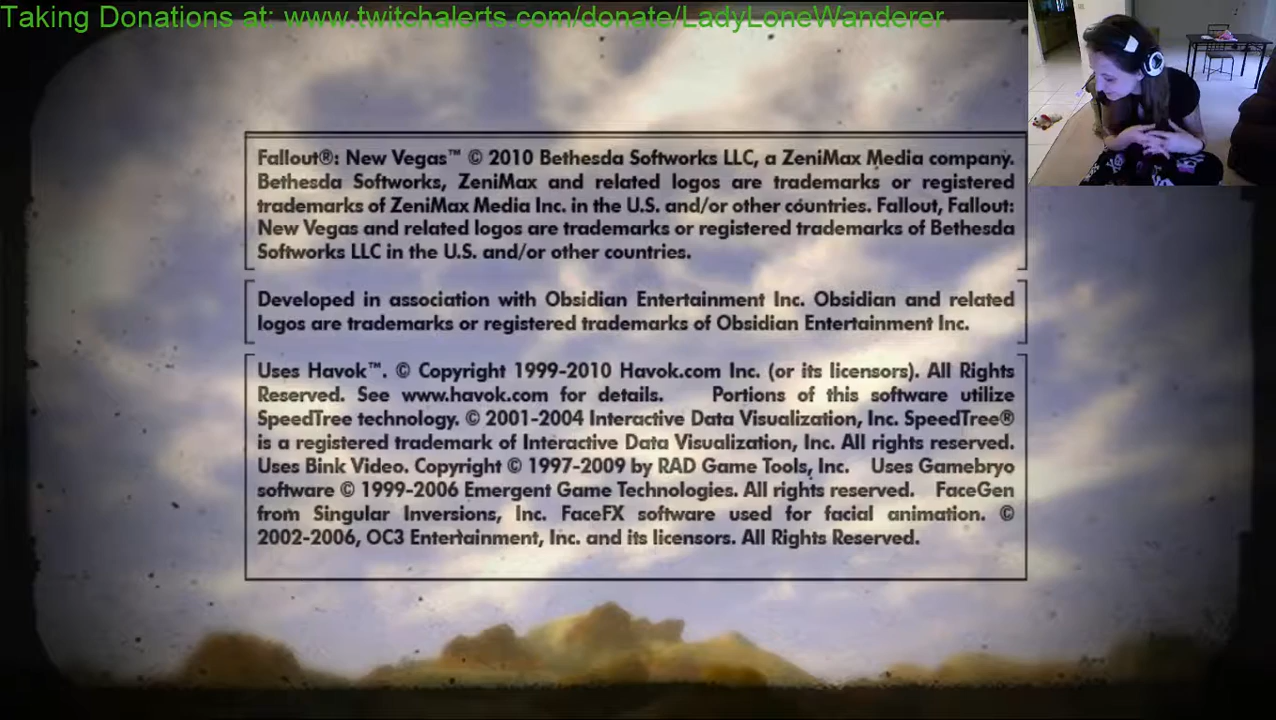 Taking Donations at: www.twitchalerts.com/donate/LadyLoneWanderer
Fallout®: New Vegas™ © 2010 Bethesda Softworks LLC, a ZeniMax Media company.
Bethesda Softworks, ZeniMax and related logos are trademarks or registered
trademarks of ZeniMax Media Inc. in the U.S. and/or other countries. Fallout, Fallout:
New Vegas and related logos are trademarks or registered trademarks of Bethesda
Softworks LLC in the U.S. and/or other countries.
Developed in association with Obsidian Entertainment Inc. Obsidian and related
logos are trademarks or registered trademarks of Obsidian Entertainment Inc.
Uses Havok™. © Copyright 1999-2010 Havok.com Inc. (or its licensors). All Rights
Reserved. See www.havok.com for details. Portions of this software utilize
SpeedTree technology. © 2001-2004 Interactive Data Visualization, Inc. SpeedTree®
is a registered trademark of Interactive Data Visualization, Inc. All rights reserved.
Uses Bink Video. Copyright © 1997-2009 by RAD Game Tools, Inc. Uses Gamebryo
software © 1999-2006 Emergent Game Technologies. All rights reserved. FaceGen
from Singular Inversions, Inc. FaceFX software used for facial animation. ©
2002-2006, OC3 Entertainment, Inc. and its licensors. All Rights Reserved.